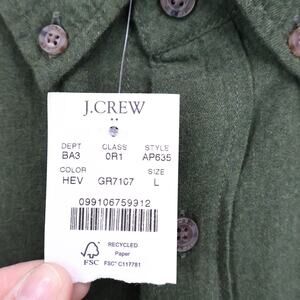 J.CREW
DEPT CLASS STYLE
BA3 0R1 AP635
COLOR SIZE
HEV GR7107 L
099106759912
RECYCLED
Paper
FSC FSC® C117781